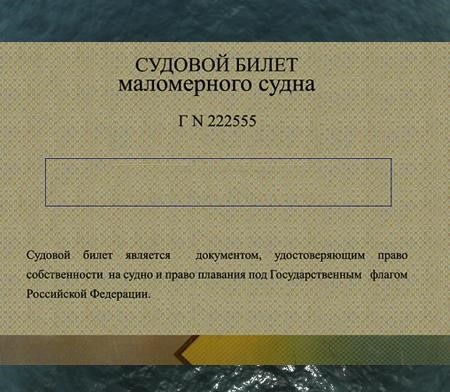 СУДОВОЙ БИЛЕТ
маломерного судна
Г N 222555
Судовой билет является документом, удостоверяющим право
собственности на судно и право плавания под Государственным флагом
Российской Федерации.